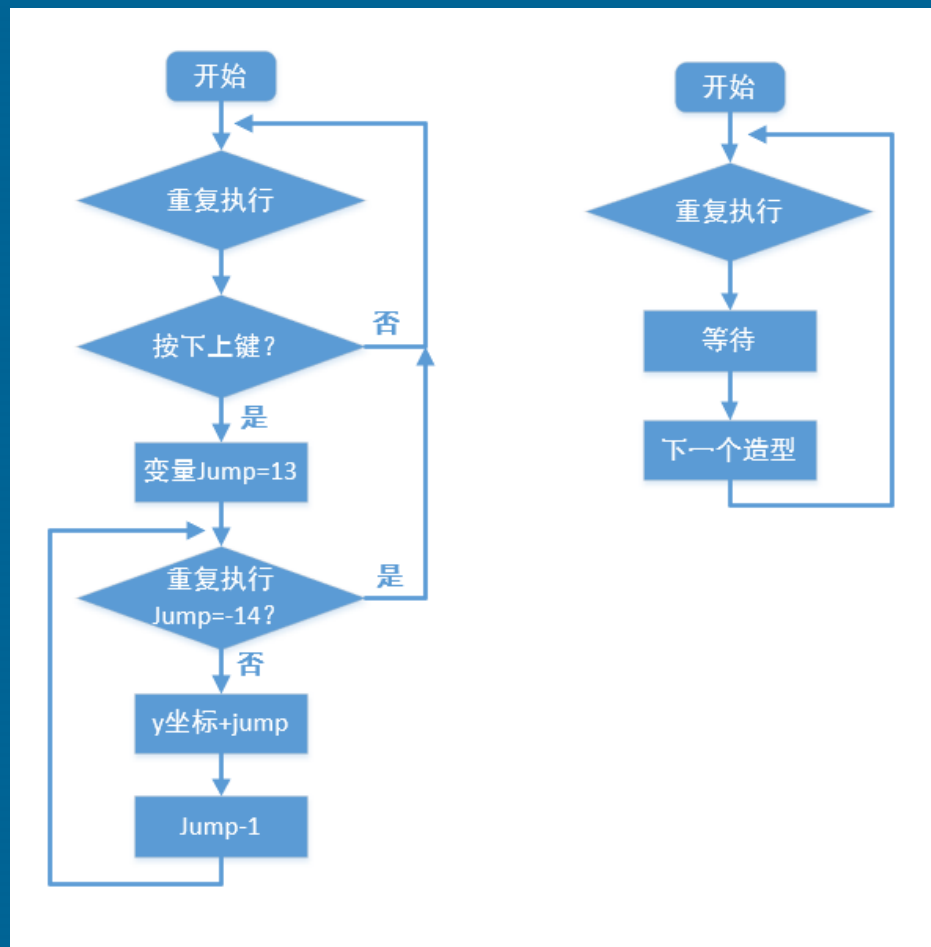 开始
重复执行
按下上键?
否
是
变量Jump=13
重复执行
Jump=-14?
是
否
y坐标+jump
Jump-1
开始
重复执行
等待
下一个造型